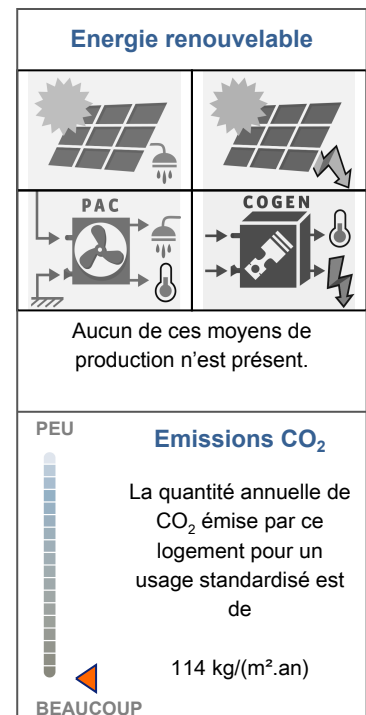 Energie renouvelable
PAC
COGEN
Aucun de ces moyens de
production n'est présent.
PEU
Emissions CO₂
La quantité annuelle de
CO₂ émise par ce
logement pour un
usage standardisé est
de
114 kg/(m².an)
BEAUCOUP